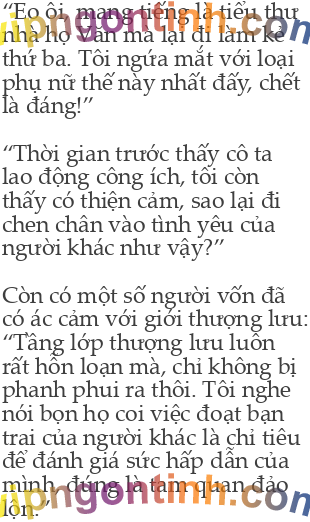 “Eo ôi, mang tiếng là tiểu thư
nhà họ Văn mà lại đi làm kẻ
thứ ba. Tôi ngứa mắt với loại
phụ nữ thế này nhất đấy, chết
là đáng!”
“Thời gian trước thấy cô ta
lao động công ích, tôi còn
thấy có thiện cảm, sao lại đi
chen chân vào tình yêu của
người khác như vậy?”
Còn có một số người vốn đã
có ác cảm với giới thượng lưu:
“Tầng lớp thượng lưu luôn
rất hỗn loạn mà, chỉ không bị
phanh phui ra thôi. Tôi nghe
nói bọn họ coi việc đoạt bạn
trai của người khác là chỉ tiêu
để đánh giá sức hấp dẫn của
mình, đúng là tam quan đảo
lộn.”
vipngontinh.com
vipngontinh.com